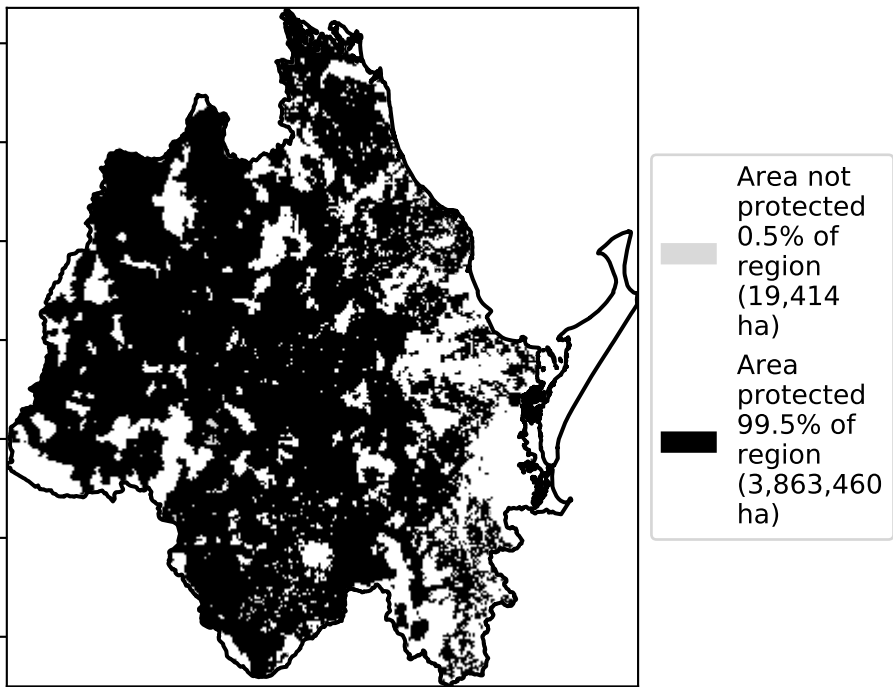 Area not
protected
0.5% of
region
(19,414
ha)
Area
protected
99.5% of
region
(3,863,460
ha)